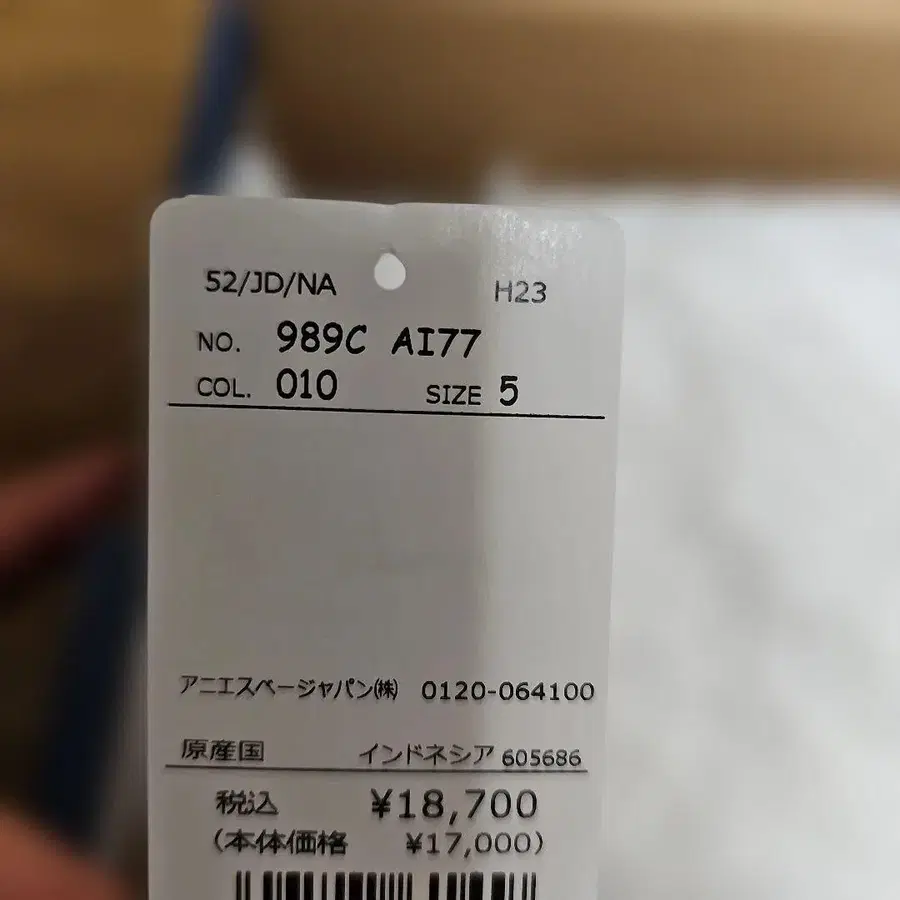 52/JD/NA H23
NO. 989C AI77
COL. 010 SIZE 5
アニエスベージャパン㈱ 0120-064100
原産国 インドネシア 605686
税込 ¥18,700
(本体価格 ¥17,000)